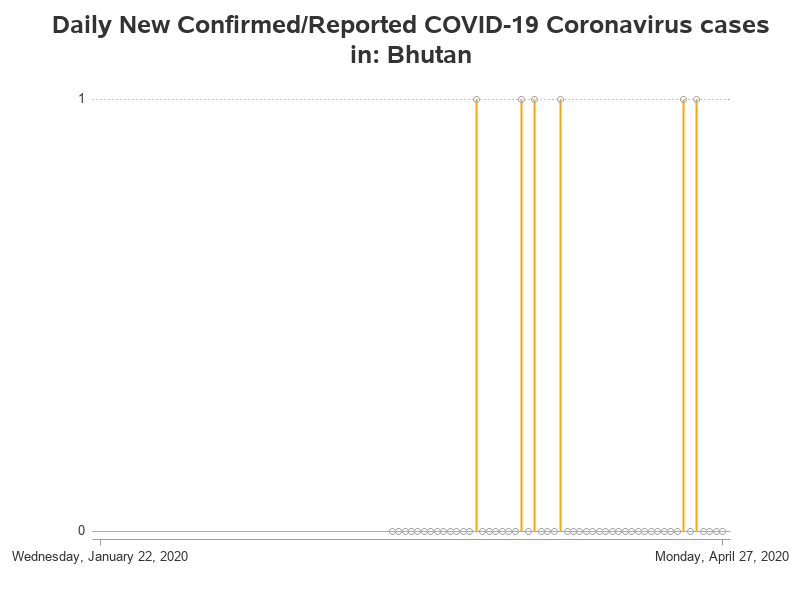 Daily New Confirmed/Reported COVID-19 Coronavirus cases
in: Bhutan
1
0
Wednesday, January 22, 2020
Monday, April 27, 2020